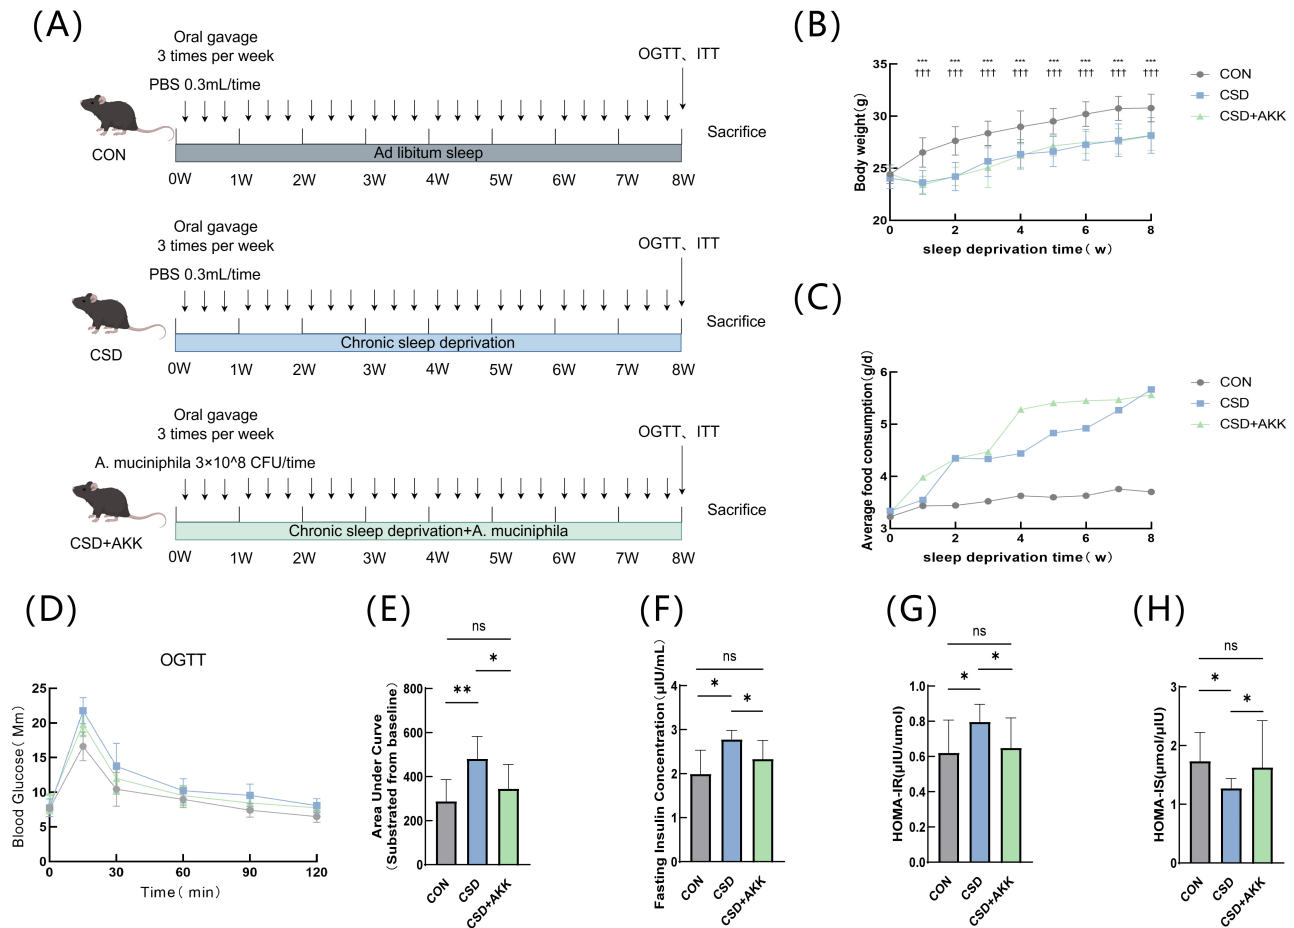 (A)
Oral gavage
3 times per week
PBS 0.3mL/time
OGTT、ITT
Sacrifice
CON
Ad libitum sleep
0W 1W 2W 3W 4W 5W 6W 7W 8W
Oral gavage
3 times per week
PBS 0.3mL/time
OGTT、ITT
Sacrifice
CSD
Chronic sleep deprivation
0W 1W 2W 3W 4W 5W 6W 7W 8W
Oral gavage
3 times per week
A. muciniphila 3×10^8 CFU/time
OGTT、ITT
Sacrifice
CSD+AKK
Chronic sleep deprivation+A. muciniphila
0W 1W 2W 3W 4W 5W 6W 7W 8W
(B)
*** *** *** *** *** *** *** ***
††† ††† ††† ††† ††† ††† ††† †††
Body weight(g)
35
30
25
20
0 2 4 6 8
sleep deprivation time( w)
CON
CSD
CSD+AKK
(C)
Average food consumption(g/d)
6
5
4
3
0 2 4 6 8
sleep deprivation time( w)
CON
CSD
CSD+AKK
(D)
OGTT
Blood Glucose( Mm)
25
20
15
10
5
0
0 30 60 90 120
Time( min)
(E)
ns
*
**
Area Under Curve
(Substrated from baseline)
800
600
400
200
0
CON CSD CSD+AKK
(F)
ns
* *
Fasting Insulin Concentration(μIU/mL)
4
3
2
1
0
CON CSD CSD+AKK
(G)
ns
*
*
HOMA-IR(μIU/umol)
1.0
0.8
0.6
0.4
0.2
0.0
CON CSD CSD+AKK
(H)
ns
*
*
HOMA-IS(μmol/μIU)
3
2
1
0
CON CSD CSD+AKK